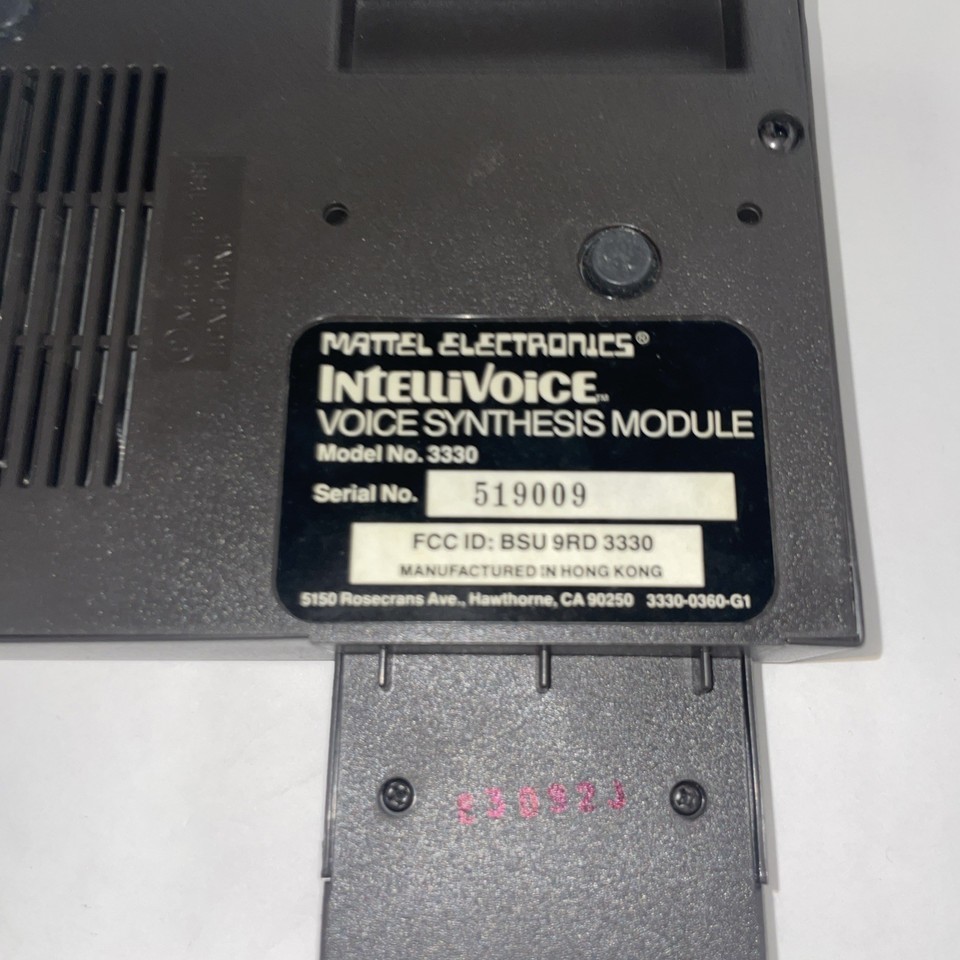 MATTEL ELECTRONICS®
INTELLIVOICE™
VOICE SYNTHESIS MODULE
Model No. 3330
Serial No. 519009
FCC ID: BSU 9RD 3330
MANUFACTURED IN HONG KONG
5150 Rosecrans Ave., Hawthorne, CA 90250 3330-0360-G1